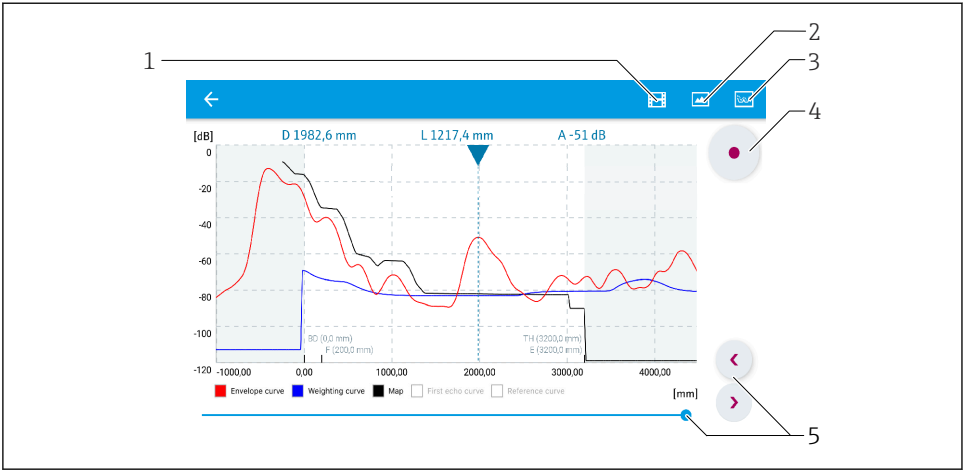 1
2
3
4
[dB]
D 1982,6 mm
L 1217,4 mm
A -51 dB
0
-20
-40
-60
-80
-100
-120
BD (0,0 mm)
F (200,0 mm)
TH (3200,0 mm)
E (3200,0 mm)
-1000,00
0,00
1000,00
2000,00
3000,00
4000,00
Envelope curve
Weighting curve
Map
First echo curve
Reference curve
[mm]
5